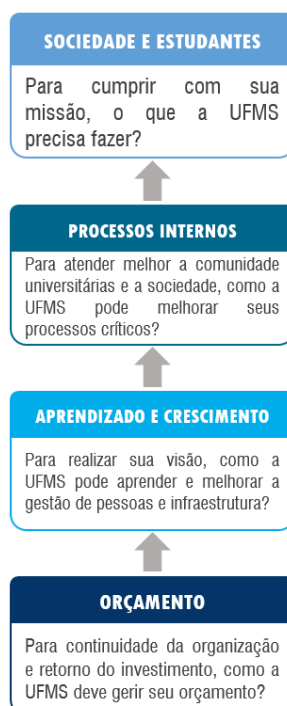 SOCIEDADE E ESTUDANTES
Para cumprir com sua
missão, o que a UFMS
precisa fazer?
PROCESSOS INTERNOS
Para atender melhor a comunidade
universitárias e a sociedade, como a
UFMS pode melhorar seus
processos críticos?
APRENDIZADO E CRESCIMENTO
Para realizar sua visão, como a
UFMS pode aprender e melhorar a
gestão de pessoas e infraestrutura?
ORÇAMENTO
Para continuidade da organização
e retorno do investimento, como a
UFMS deve gerir seu orçamento?